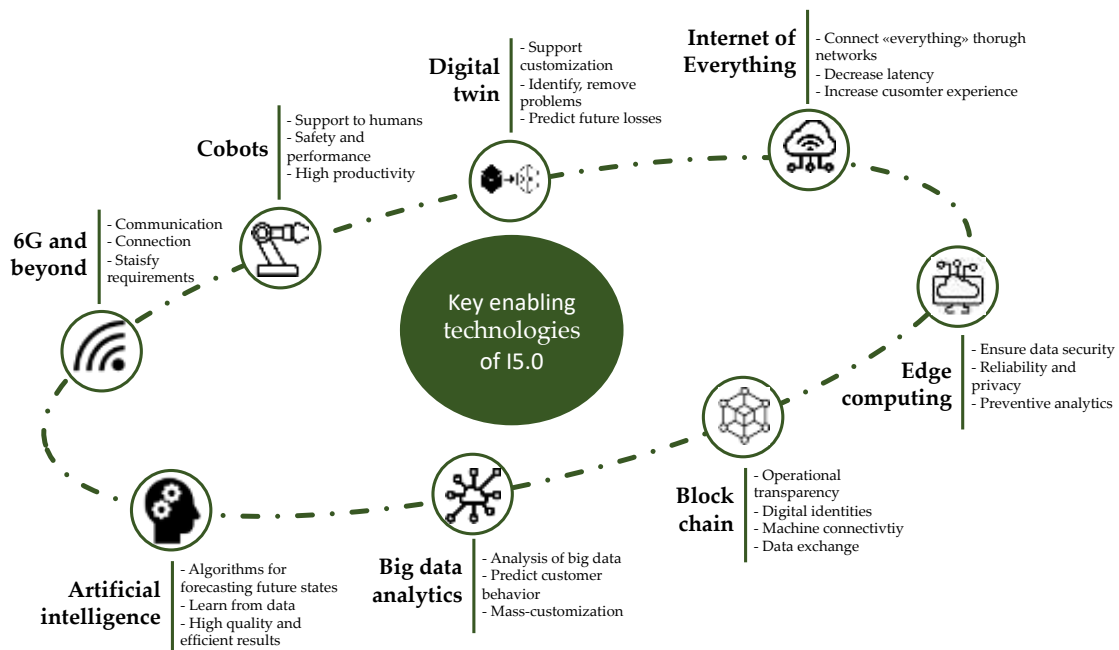 Key enabling
technologies
of I5.0
6G and
beyond
- Communication
- Connection
- Staisfy
requirements
Cobots
- Support to humans
- Safety and
performance
- High productivity
Digital
twin
- Support
customization
- Identify, remove
problems
- Predict future losses
Internet of
Everything
- Connect «everything» thorugh
networks
- Decrease latency
- Increase cusomter experience
Edge
computing
- Ensure data security
- Reliability and
privacy
- Preventive analytics
Block
chain
- Operational
transparency
- Digital identities
- Machine connectivtiy
- Data exchange
Big data
analytics
- Analysis of big data
- Predict customer
behavior
- Mass-customization
Artificial
intelligence
- Algorithms for
forecasting future states
- Learn from data
- High quality and
efficient results